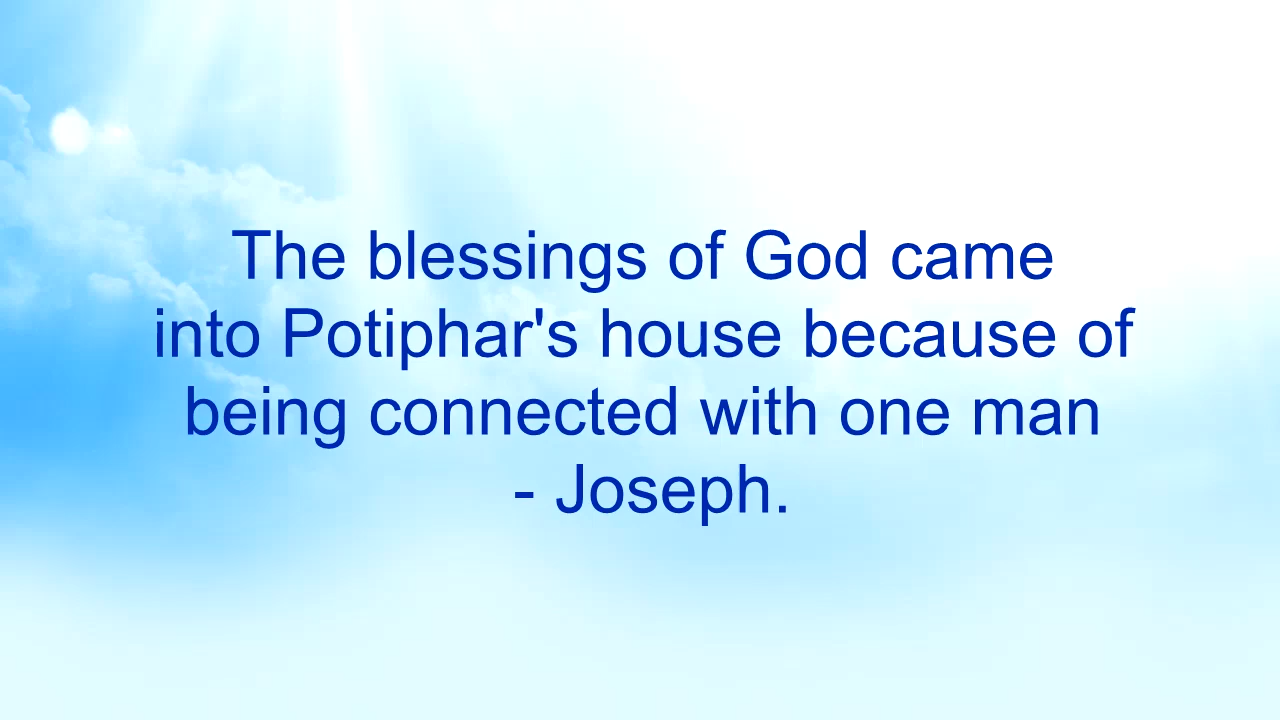 The blessings of God came
into Potiphar's house because of
being connected with one man
- Joseph.